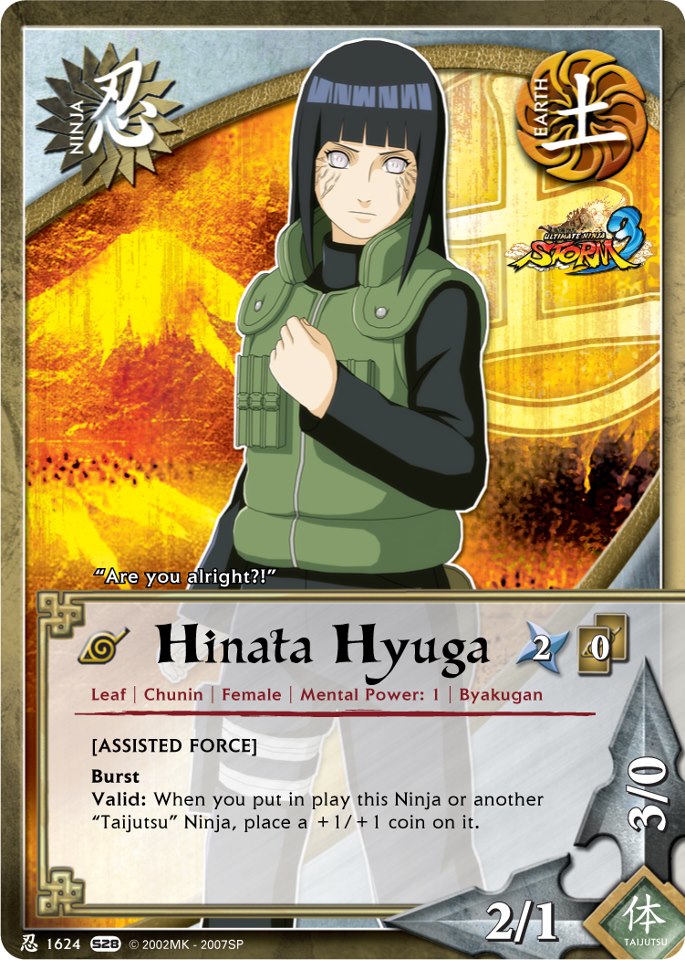 NINJA
忍
EARTH
土
ULTIMATE NINJA
STORM 3
“Are you alright?!”
Hinata Hyuga
2
0
Leaf | Chunin | Female | Mental Power: 1 | Byakugan
[ASSISTED FORCE]
Burst
Valid: When you put in play this Ninja or another
“Taijutsu” Ninja, place a +1/+1 coin on it.
3/0
2/1
体
TAIJUTSU
忍 1624 S28 © 2002MK - 2007SP